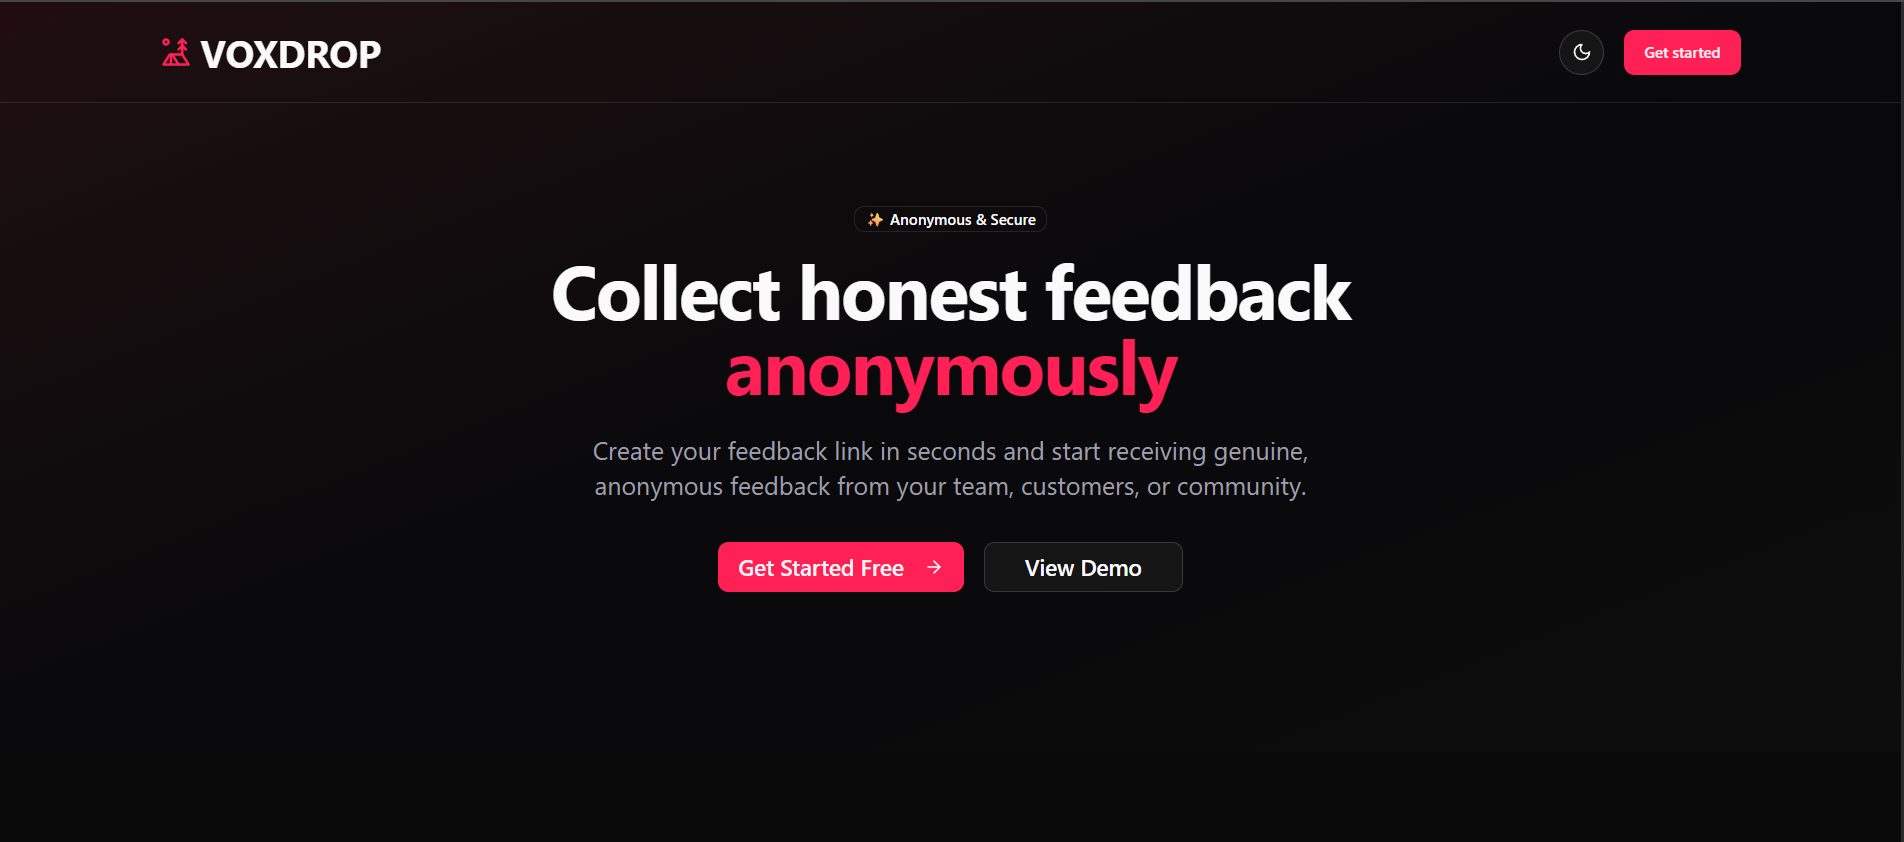 VOXDROP
Get started
✨ Anonymous & Secure
Collect honest feedback
anonymously
Create your feedback link in seconds and start receiving genuine,
anonymous feedback from your team, customers, or community.
Get Started Free →
View Demo